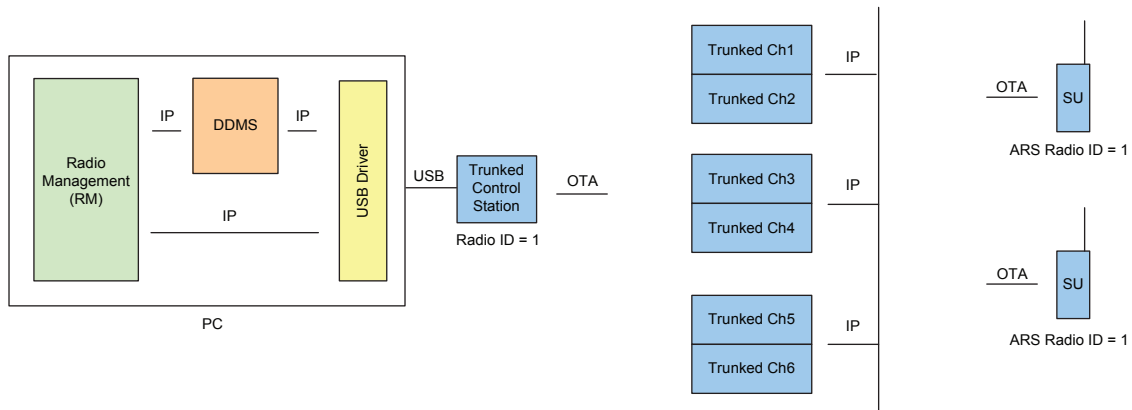 Radio
Management
(RM)
IP
DDMS
IP
IP
USB Driver
PC
USB
Trunked
Control
Station
Radio ID = 1
OTA
Trunked Ch1
Trunked Ch2
IP
Trunked Ch3
Trunked Ch4
IP
Trunked Ch5
Trunked Ch6
IP
OTA
SU
ARS Radio ID = 1
OTA
SU
ARS Radio ID = 1